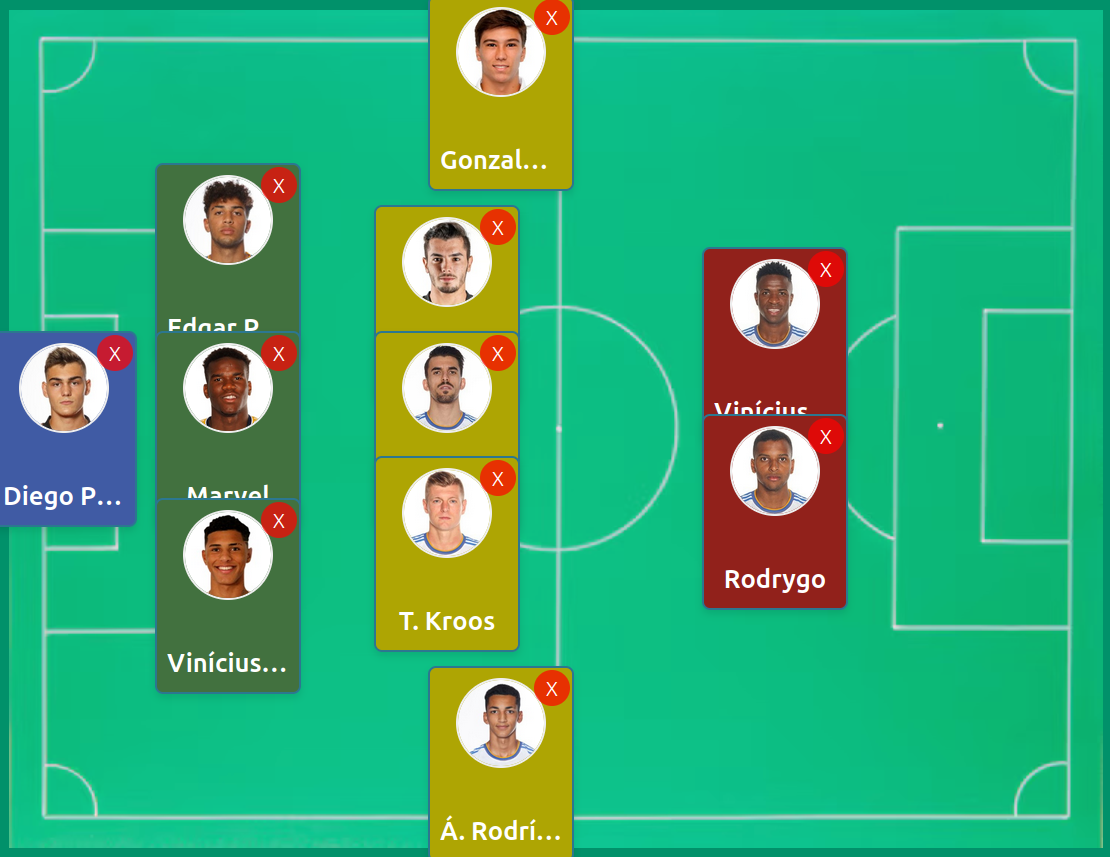 X
Gonzal...
X
Edgar P...
X
X
Vinícius...
X
Diego P...
X
Marvel
X
X
Vinícius...
X
T. Kroos
X
Rodrygo
X
Á. Rodrí...